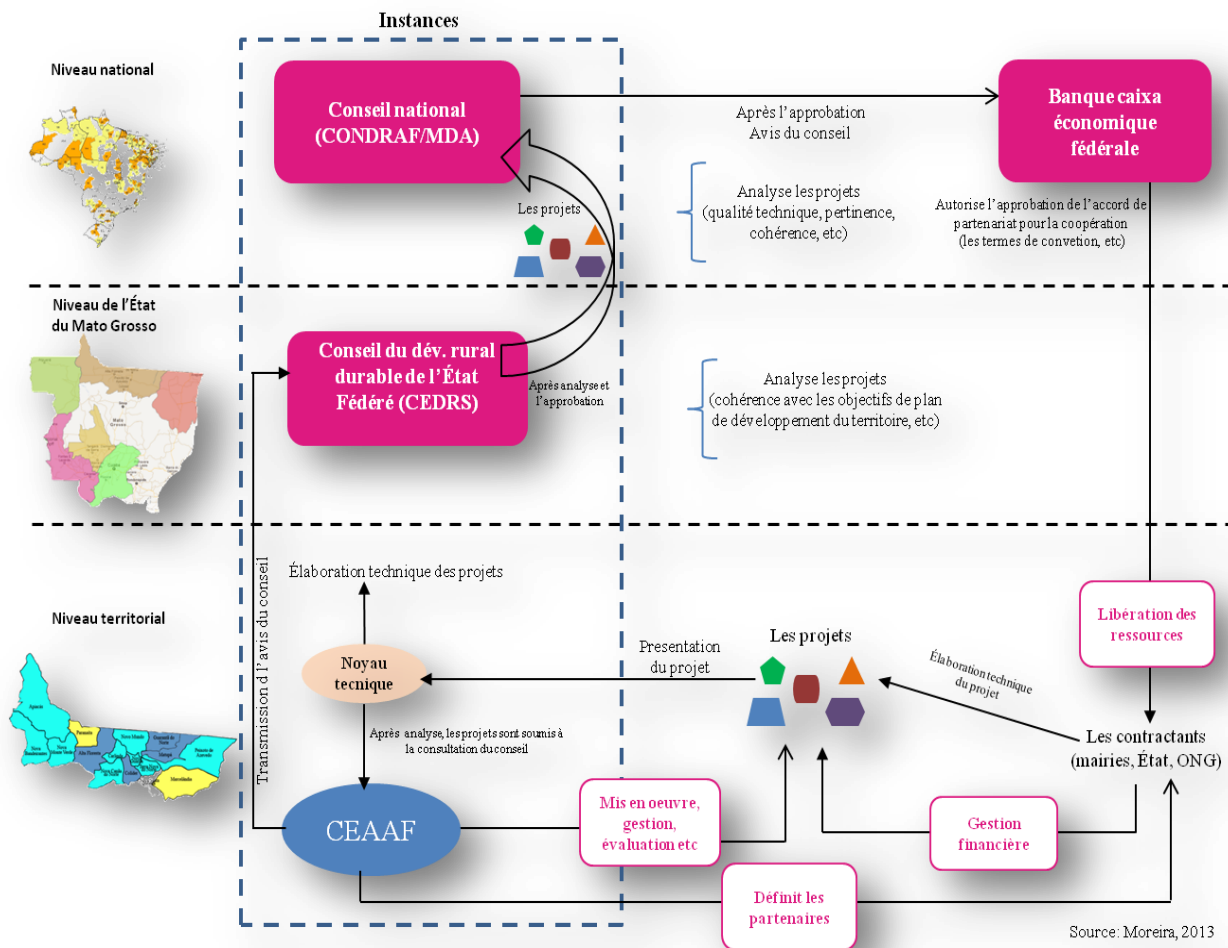 Instances
Niveau national
Conseil national
(CONDRAF/MDA)
Après l'approbation
Avis du conseil
Banque caixa
économique
fédérale
Les projets
Analyse les projets
(qualité technique, pertinence,
cohérence, etc)
Autorise l'approbation de l'accord de
partenariat pour la coopération
(les termes de convetion, etc)
Niveau de l'État
du Mato Grosso
Conseil du dév. rural
durable de l'État
Fédéré (CEDRS)
Après analyse et
l'approbation
Analyse les projets
(cohérence avec les objectifs de plan
de développement du territoire, etc)
Transmission d'l'avis du conseil
Élaboration technique des projets
Niveau territorial
Noyau
tecnique
Presentation
du projet
Les projets
Élaboration technique
du projet
Libération des
ressources
Après analyse, les projets sont soumis
à la consultation du conseil
Les contractants
(mairies, État, ONG)
CEAAF
Mis en oeuvre,
gestion,
évaluation etc
Gestion
financière
Définit les
partenaires
Source: Moreira, 2013